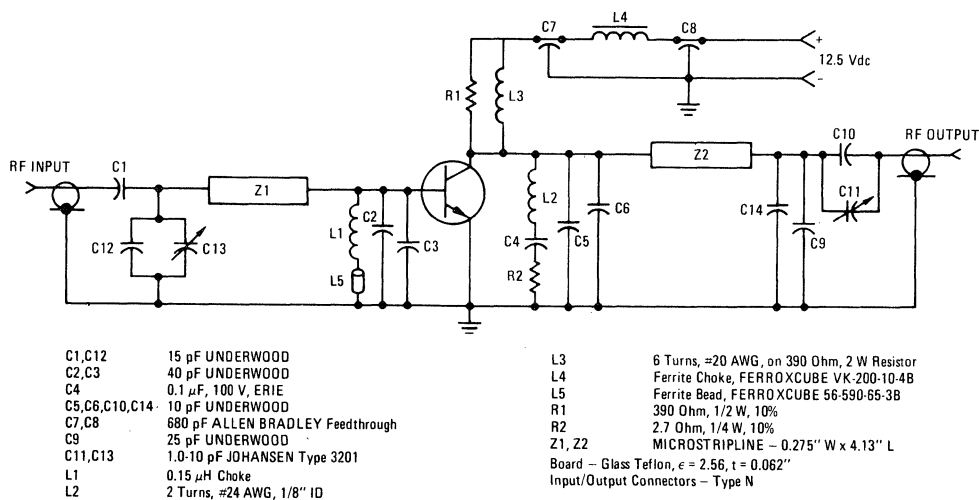 C7
L4
C8
+
12.5 Vdc
–
R1
L3
RF INPUT
C1
Z1
C12
C13
L1
C2
C3
L5
L2
C4
R2
C5
C6
Z2
C14
C9
C10
C11
RF OUTPUT
C1,C12 15 pF UNDERWOOD
C2,C3 40 pF UNDERWOOD
C4 0.1 μF, 100 V, ERIE
C5,C6,C10,C14 10 pF UNDERWOOD
C7,C8 680 pF ALLEN BRADLEY Feedthrough
C9 25 pF UNDERWOOD
C11,C13 1.0-10 pF JOHANSEN Type 3201
L1 0.15 μH Choke
L2 2 Turns, #24 AWG, 1/8" ID
L3 6 Turns, #20 AWG, on 390 Ohm, 2 W Resistor
L4 Ferrite Choke, FERROXCUBE VK-200-10-4B
L5 Ferrite Bead, FERROXCUBE 56-590-65-3B
R1 390 Ohm, 1/2 W, 10%
R2 2.7 Ohm, 1/4 W, 10%
Z1, Z2 MICROSTRIPLINE – 0.275" W x 4.13" L
Board – Glass Teflon, ε = 2.56, t = 0.062"
Input/Output Connectors – Type N